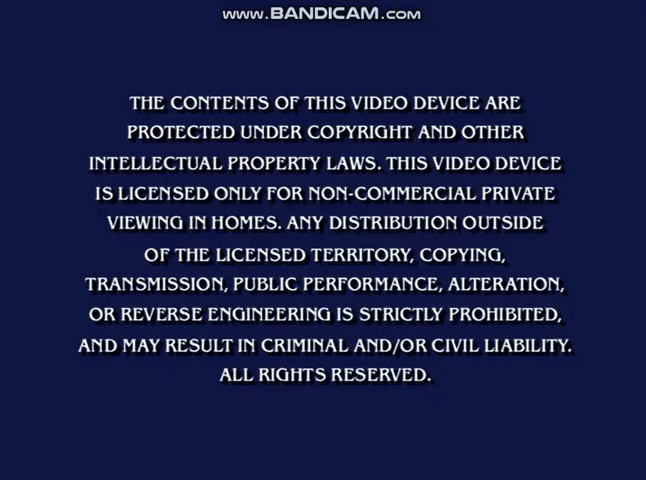 www.BANDICAM.com
THE CONTENTS OF THIS VIDEO DEVICE ARE
PROTECTED UNDER COPYRIGHT AND OTHER
INTELLECTUAL PROPERTY LAWS. THIS VIDEO DEVICE
IS LICENSED ONLY FOR NON-COMMERCIAL PRIVATE
VIEWING IN HOMES. ANY DISTRIBUTION OUTSIDE
OF THE LICENSED TERRITORY, COPYING,
TRANSMISSION, PUBLIC PERFORMANCE, ALTERATION,
OR REVERSE ENGINEERING IS STRICTLY PROHIBITED,
AND MAY RESULT IN CRIMINAL AND/OR CIVIL LIABILITY.
ALL RIGHTS RESERVED.